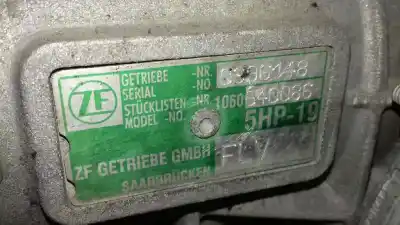 ZF
GETRIEBE -NR.
SERIAL -NO
STÜCKLISTEN -NR 1060
MODEL -NO.
5HP-19
ZF GETRIEBE GMBH
SAARBRÜCKEN